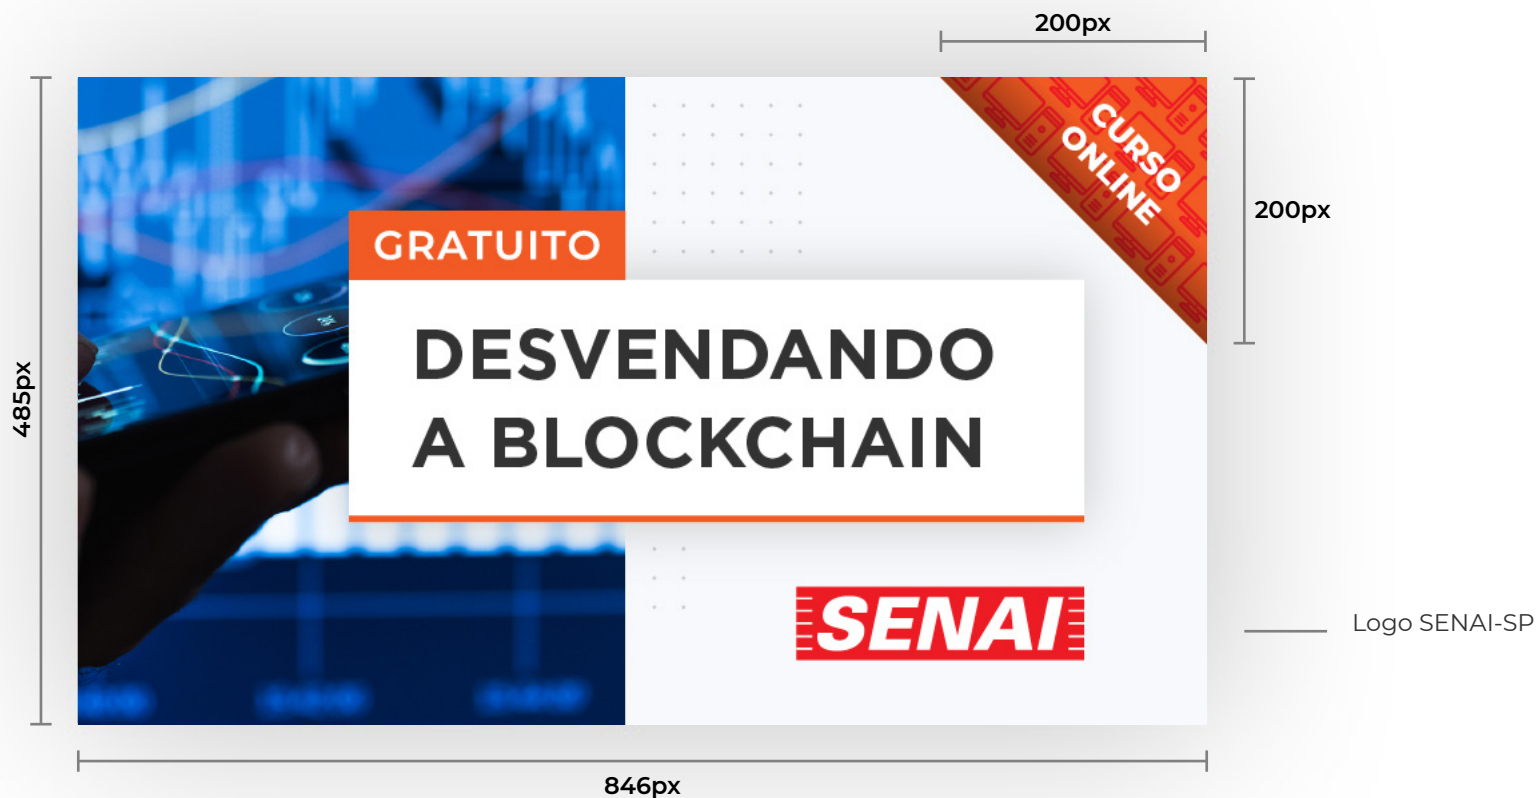 200px
CURSO
ONLINE
200px
GRATUITO
DESVENDANDO
A BLOCKCHAIN
485px
SENAI
Logo SENAI-SP
846px